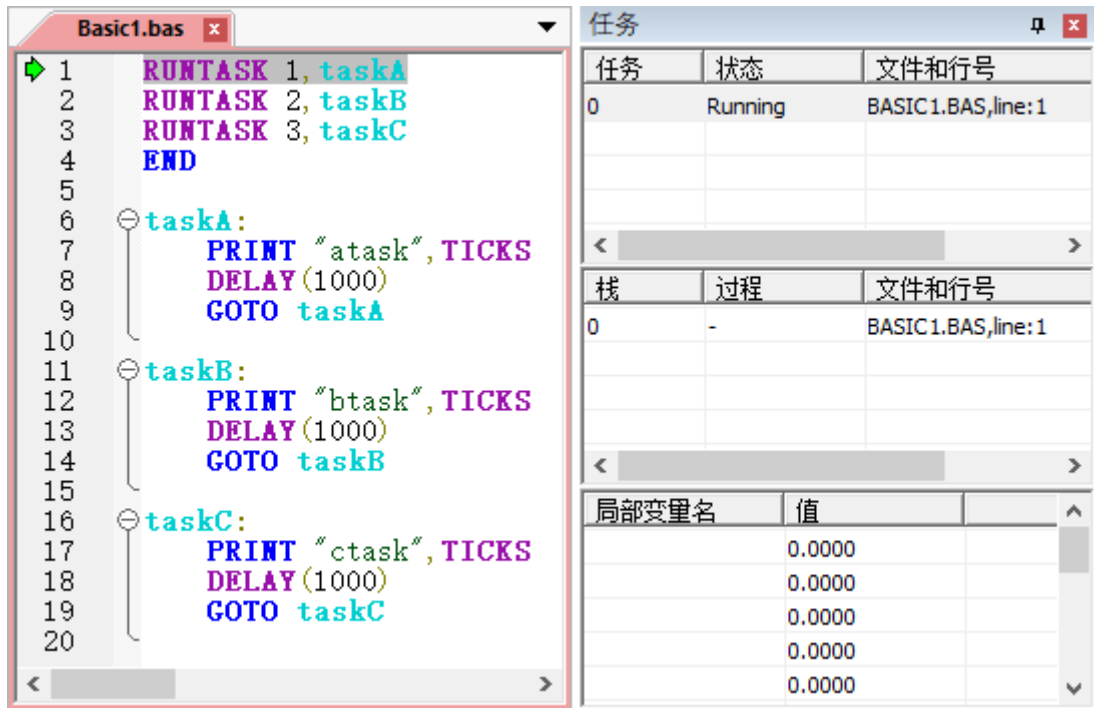 Basic1.bas
1 RUNTASK 1,taskA
2 RUNTASK 2,taskB
3 RUNTASK 3,taskC
4 END
5
6 taskA:
7 PRINT "atask",TICKS
8 DELAY(1000)
9 GOTO taskA
10
11 taskB:
12 PRINT "btask",TICKS
13 DELAY(1000)
14 GOTO taskB
15
16 taskC:
17 PRINT "ctask",TICKS
18 DELAY(1000)
19 GOTO taskC
20
任务
任务 状态 文件和行号
0 Running BASIC1.BAS,line:1
栈 过程 文件和行号
0 - BASIC1.BAS,line:1
局部变量名 值
0.0000
0.0000
0.0000
0.0000
0.0000